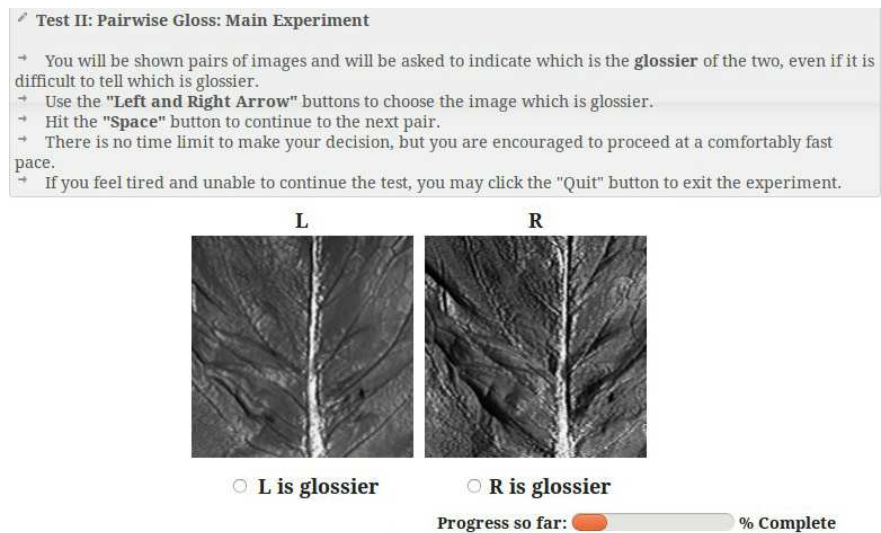 Test II: Pairwise Gloss: Main Experiment
→ You will be shown pairs of images and will be asked to indicate which is the glossier of the two, even if it is
difficult to tell which is glossier.
→ Use the "Left and Right Arrow" buttons to choose the image which is glossier.
→ Hit the "Space" button to continue to the next pair.
→ There is no time limit to make your decision, but you are encouraged to proceed at a comfortably fast
pace.
→ If you feel tired and unable to continue the test, you may click the "Quit" button to exit the experiment.
L R
L is glossier R is glossier
Progress so far: % Complete